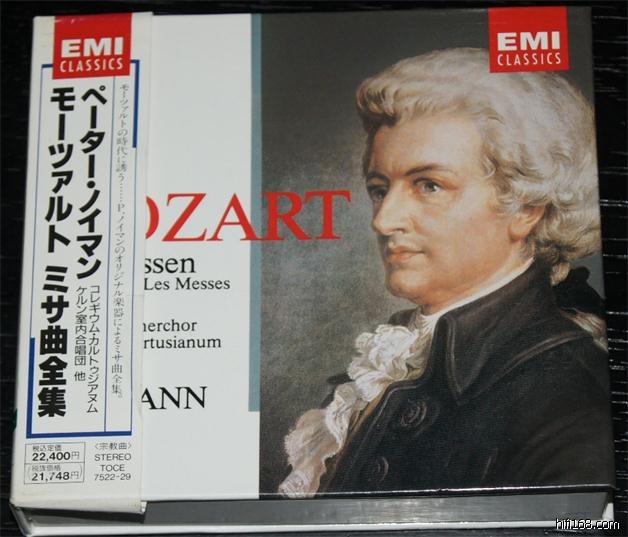 EMI
CLASSICS
EMI
CLASSICS
モーツァルトの時代に誘う……P.ノイマンのオリジナル楽器によるミサ曲全集。
ペーター・ノイマン
モーツァルト ミサ曲全集
コレギウム・カルトゥジアヌム
ケルン室内合唱団 他
税込定価
22,400円
(税抜価格
21,748円)
〈宗教曲〉
STEREO
TOCE
7522-29
OZART
ssen
Les Messes
nerchor
rtusianum
ANN
hifi168.com